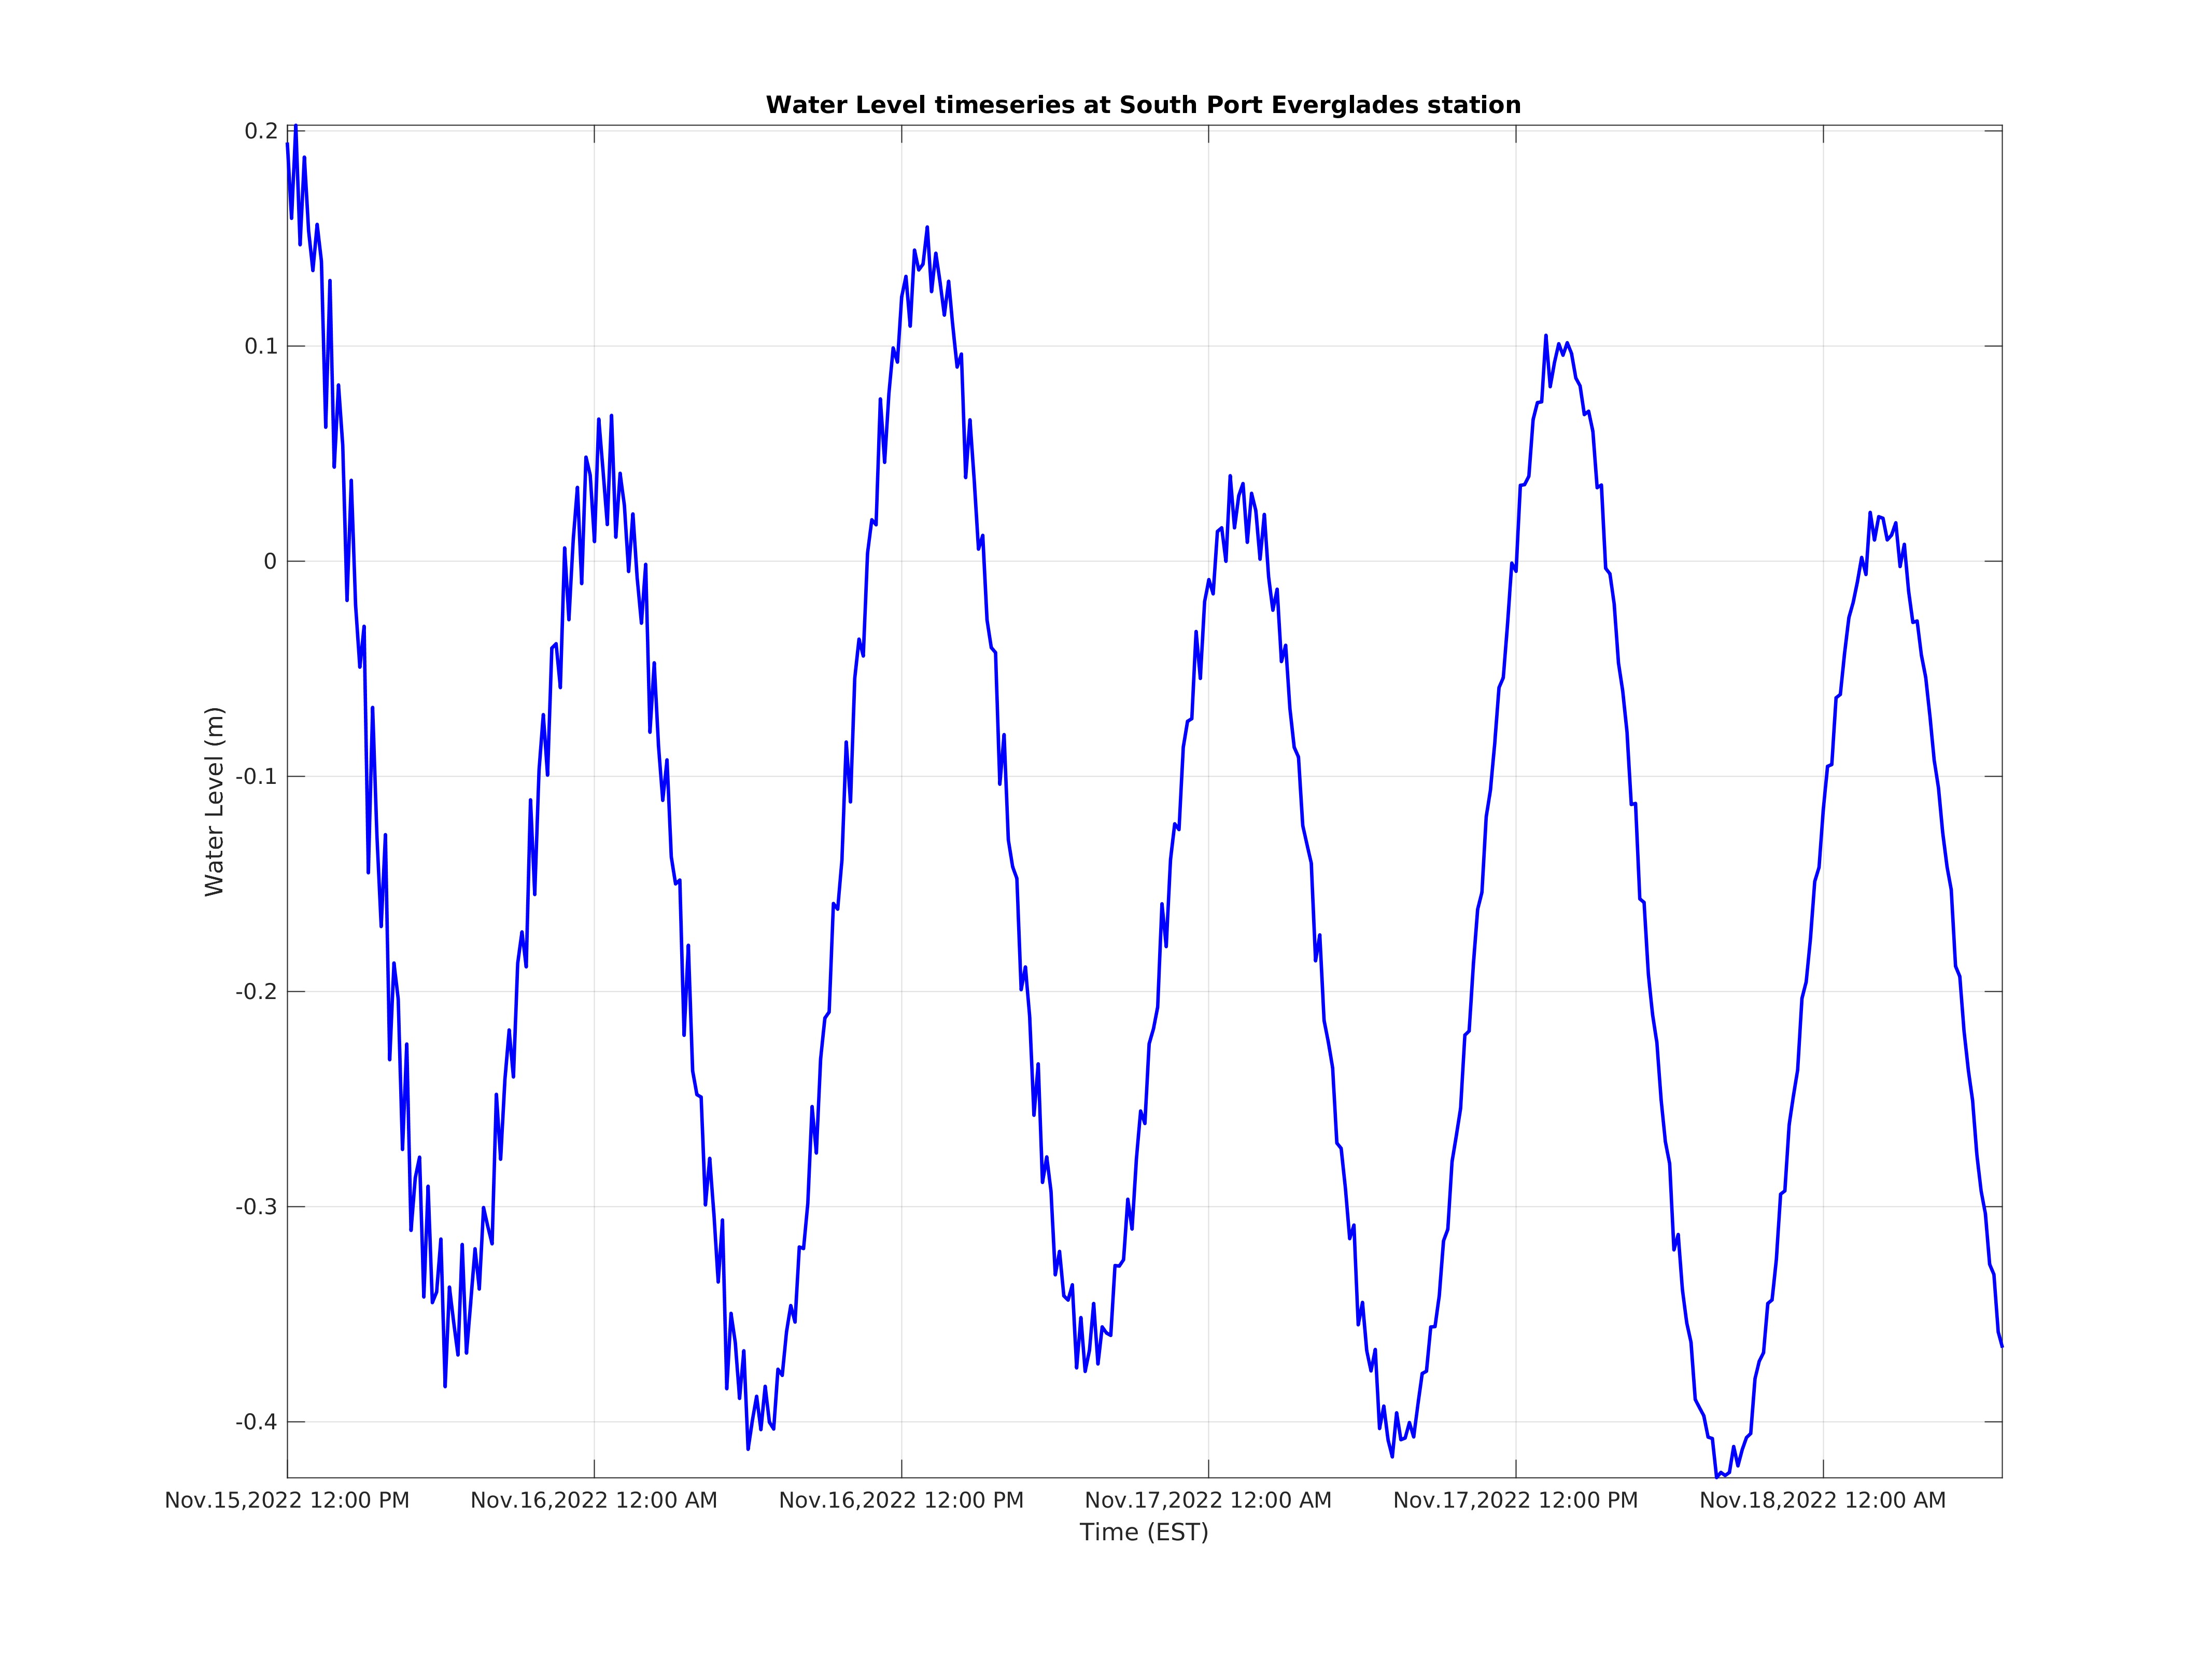 Water Level timeseries at South Port Everglades station
0.2
0.1
0
-0.1
-0.2
-0.3
-0.4
Water Level (m)
Nov.15,2022 12:00 PM
Nov.16,2022 12:00 AM
Nov.16,2022 12:00 PM
Nov.17,2022 12:00 AM
Nov.17,2022 12:00 PM
Nov.18,2022 12:00 AM
Time (EST)